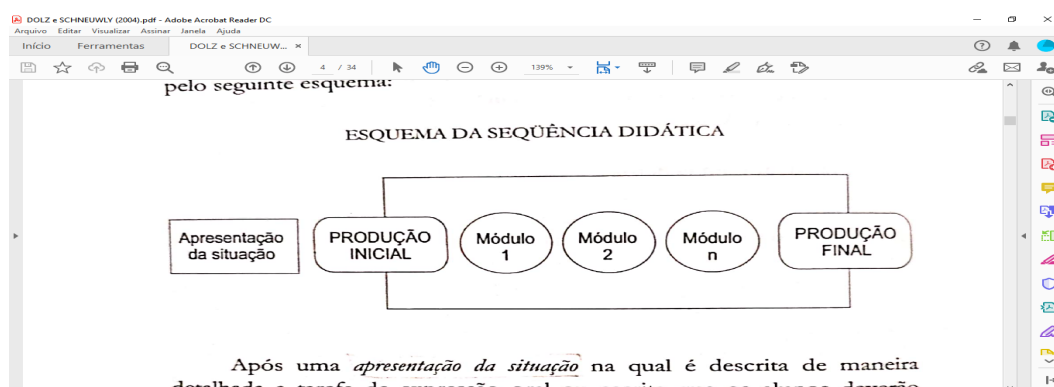 DOLZ e SCHNEUWLY (2004).pdf - Adobe Acrobat Reader DC
Arquivo Editar Visualizar Assinar Janela Ajuda
Início Ferramentas DOLZ e SCHNEUW... ×
4 / 34 139%
pelo seguinte esquema:
ESQUEMA DA SEQÜÊNCIA DIDÁTICA
Apresentação
da situação
PRODUÇÃO
INICIAL
Módulo
1
Módulo
2
Módulo
n
PRODUÇÃO
FINAL
Após uma apresentação da situação na qual é descrita de maneira